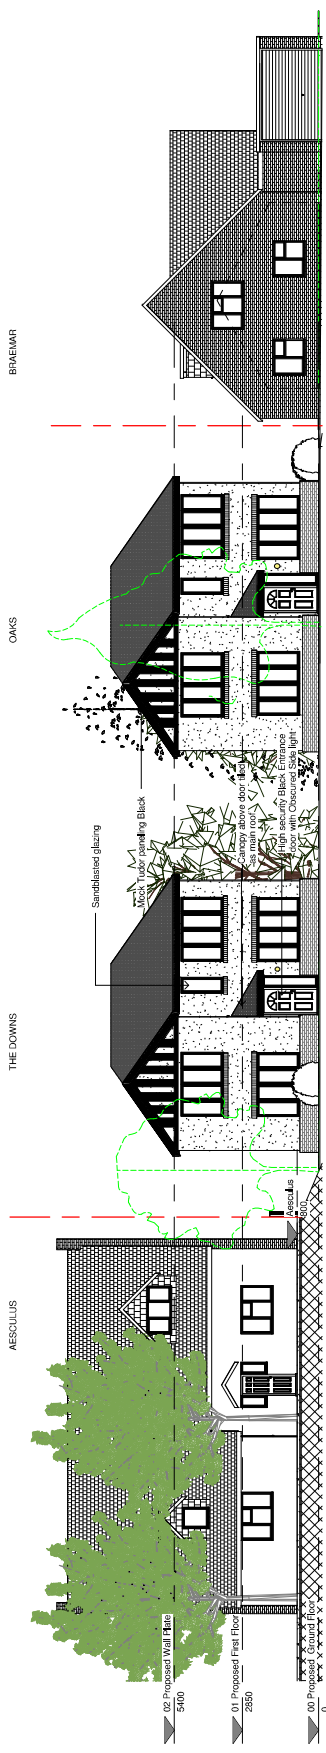 AESCULUS
THE DOWNS
OAKS
BRAEMAR
Sandblasted glazing
Mock Tudor paneling Black
Canopy above door tiled
as main roof
High security Black Entrance
door with Obscured side light
Aesculus
800
02 Proposed Wall Plate
5400
01 Proposed First Floor
2850
00 Proposed Ground Floor
0